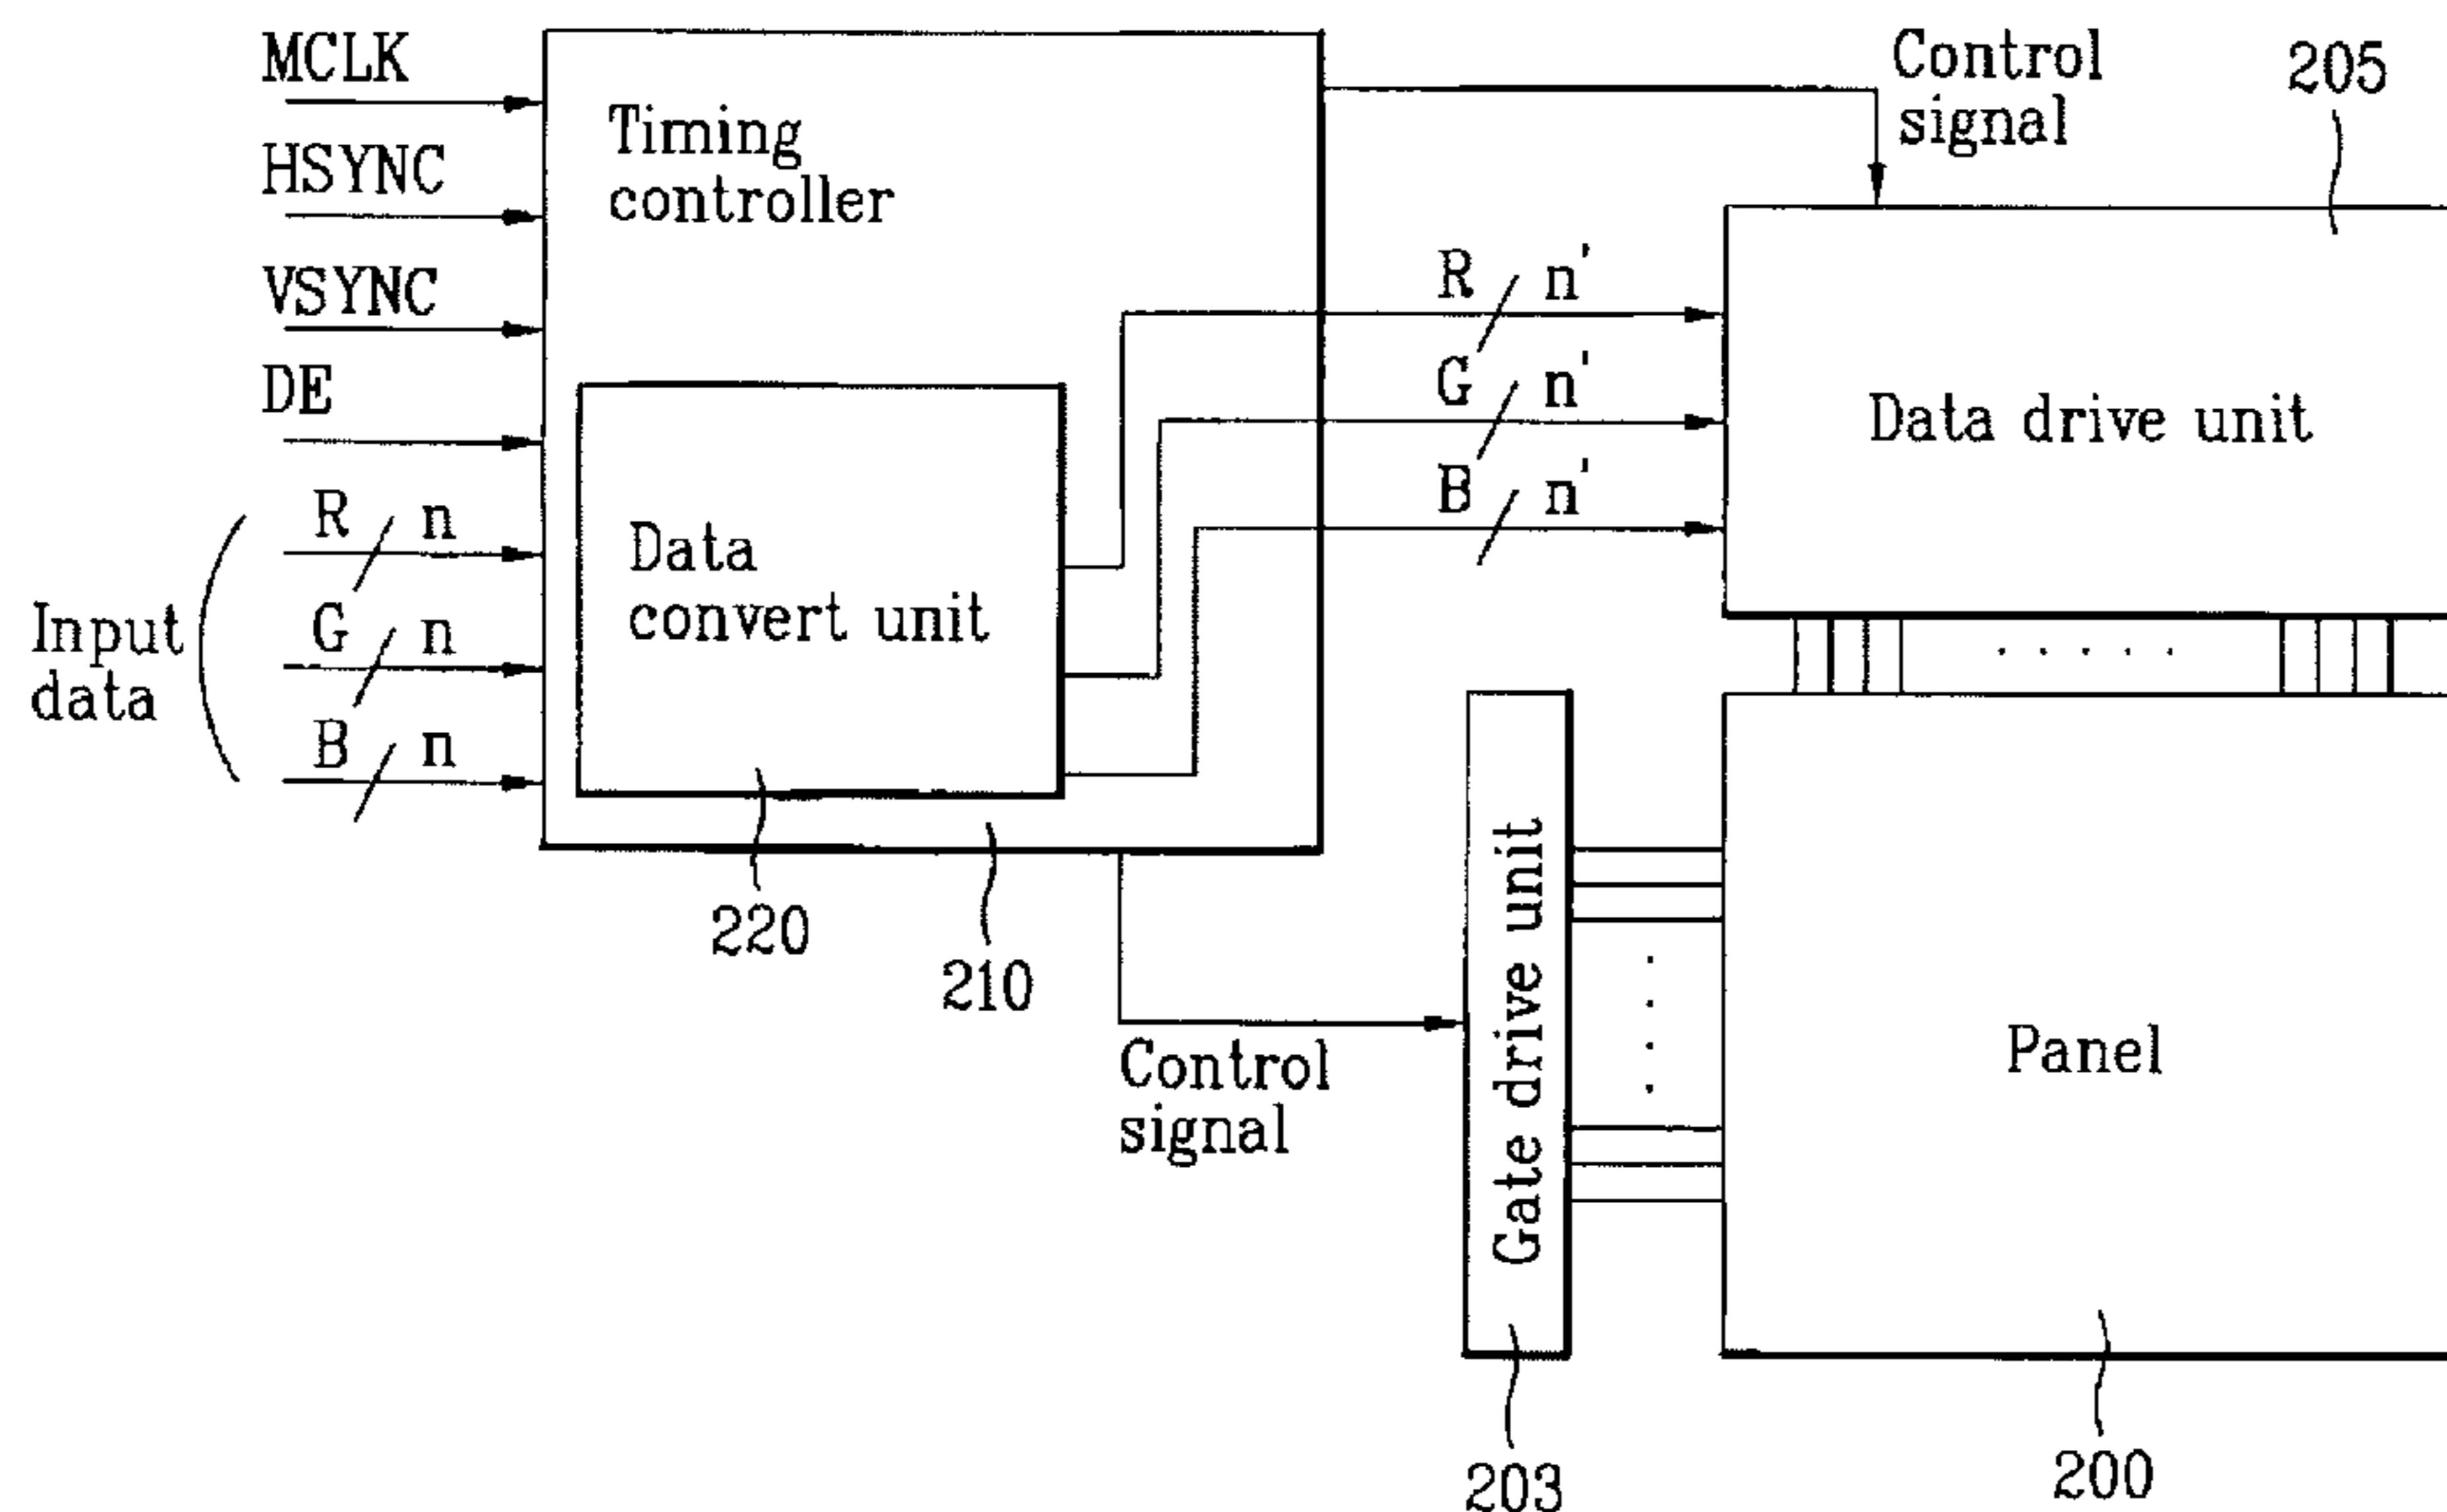 MCLK
HSYNC
VSYNC
DE
Input
data
R n
G n
B n
Timing
controller
Data
convert unit
220
210
Control
signal
205
R n'
G n'
B n'
Data drive unit
Control
signal
Gate drive unit
203
Panel
200